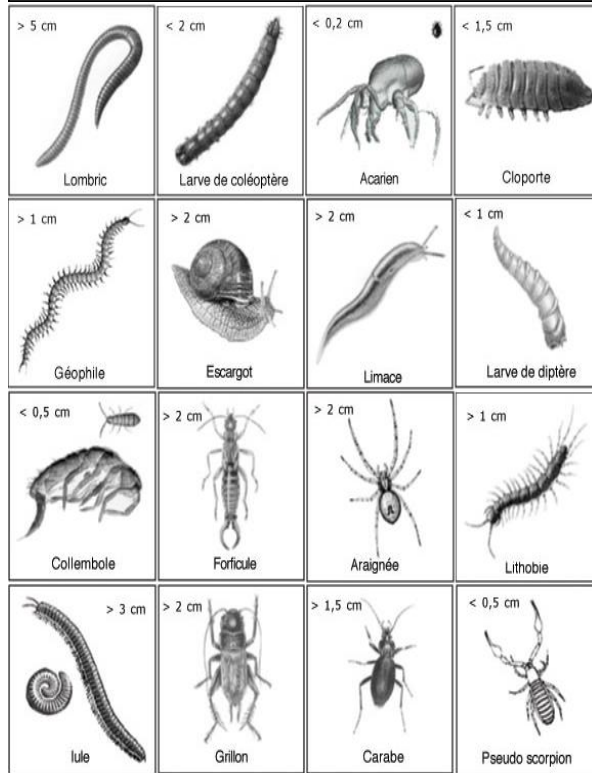 > 5 cm
Lombric
< 2 cm
Larve de coléoptère
< 0,2 cm
Acarien
< 1,5 cm
Cloporte
> 1 cm
Géophile
> 2 cm
Escargot
> 2 cm
Limace
< 1 cm
Larve de diptère
< 0,5 cm
Collembole
> 2 cm
Forficule
> 2 cm
Araignée
> 1 cm
Lithobie
> 3 cm
Iule
> 2 cm
Grillon
> 1,5 cm
Carabe
< 0,5 cm
Pseudo scorpion